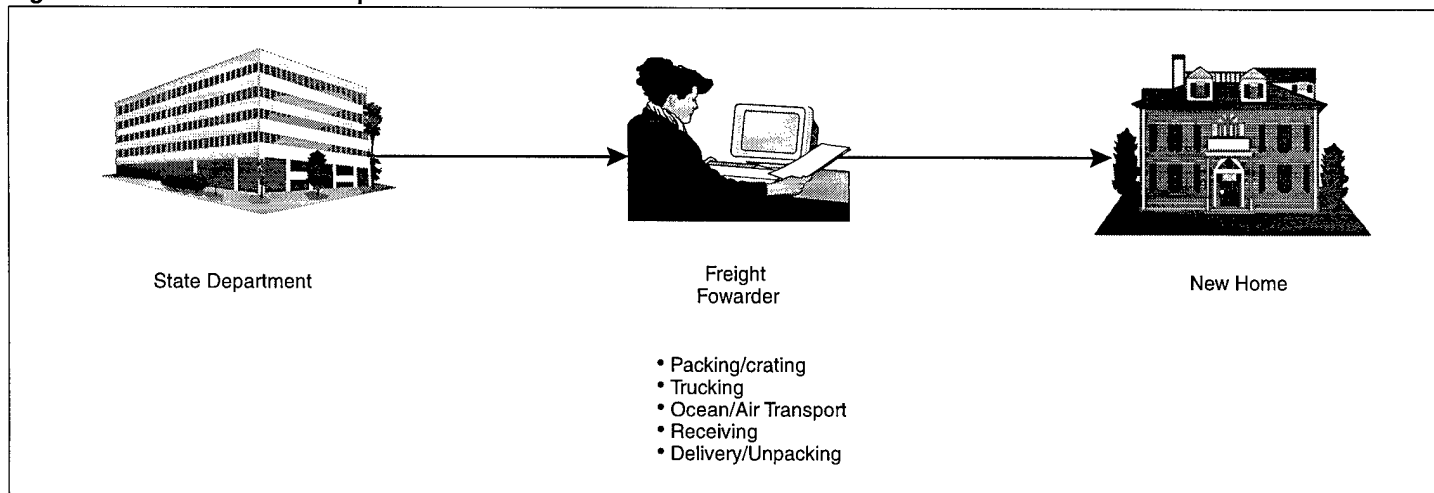 State Department
Freight
Fowarder
New Home
• Packing/crating
• Trucking
• Ocean/Air Transport
• Receiving
• Delivery/Unpacking